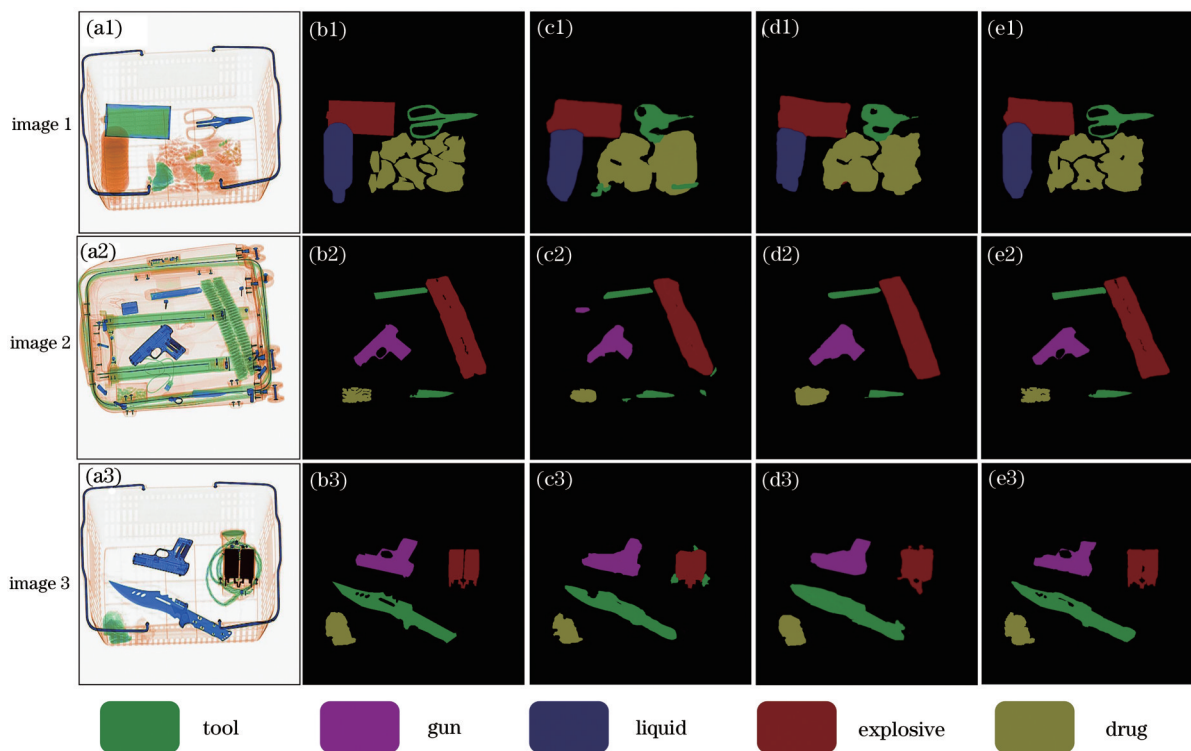 (a1) (b1) (c1) (d1) (e1)
image 1
(a2) (b2) (c2) (d2) (e2)
image 2
(a3) (b3) (c3) (d3) (e3)
image 3
tool gun liquid explosive drug